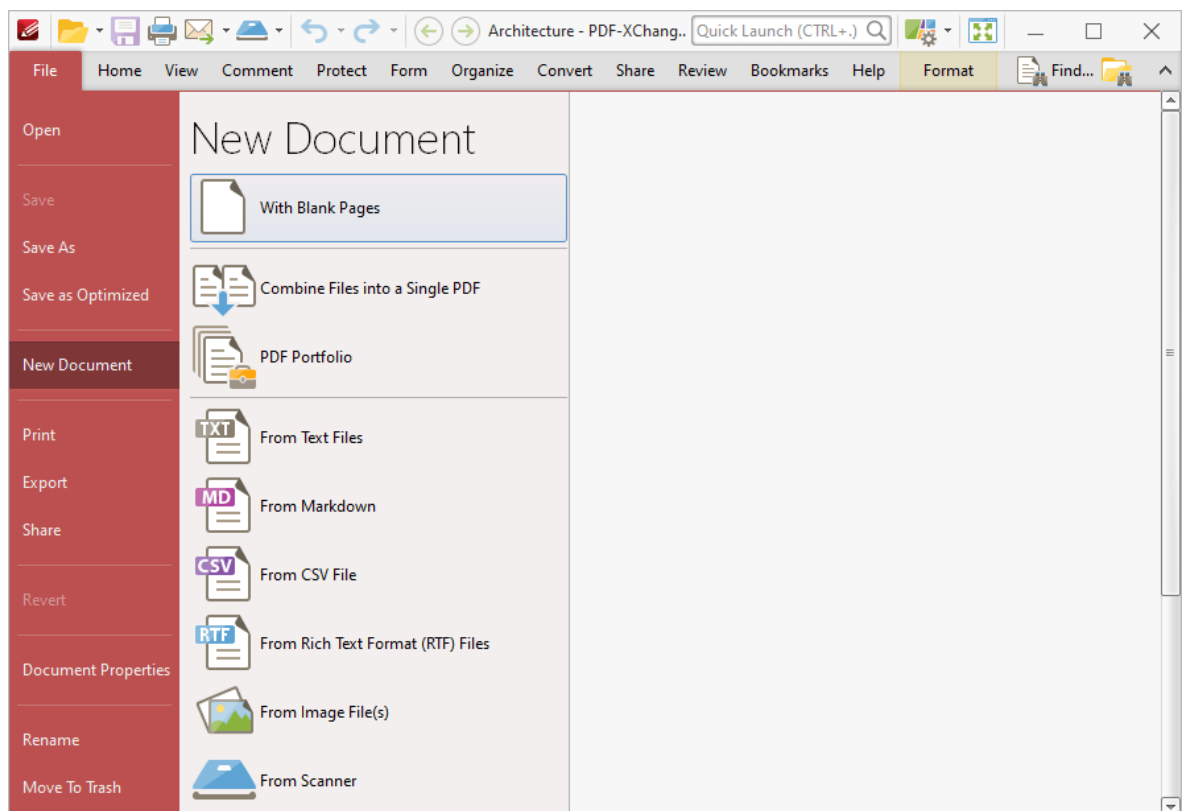 Architecture - PDF-XChang.. Quick Launch (CTRL+.)
File Home View Comment Protect Form Organize Convert Share Review Bookmarks Help Format Find...
Open
Save
Save As
Save as Optimized
New Document
Print
Export
Share
Revert
Document Properties
Rename
Move To Trash
New Document
With Blank Pages
Combine Files into a Single PDF
PDF Portfolio
TXT From Text Files
MD From Markdown
CSV From CSV File
RTF From Rich Text Format (RTF) Files
From Image File(s)
From Scanner